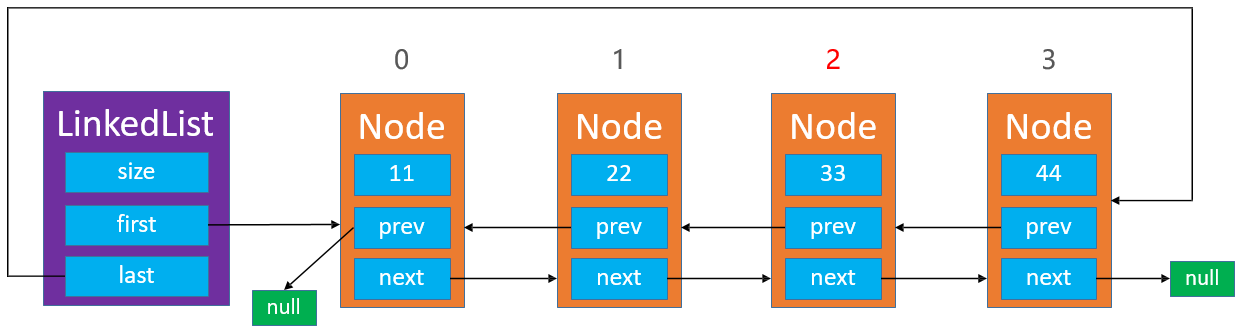 0
1
2
3
LinkedList
size
first
last
null
Node
11
prev
next
Node
22
prev
next
Node
33
prev
next
Node
44
prev
next
null